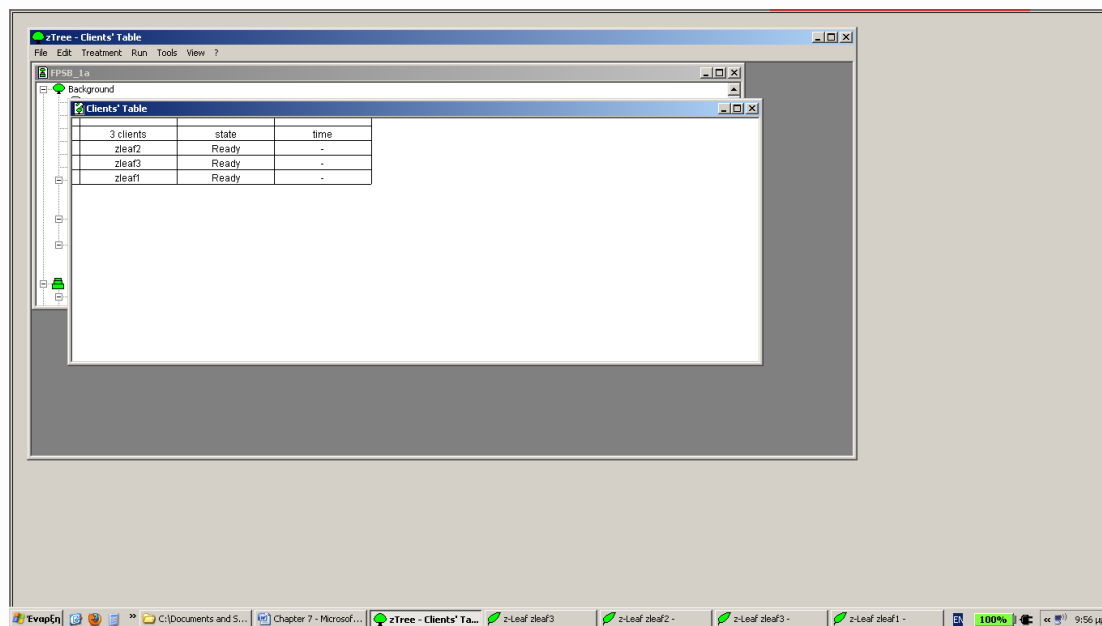 zTree - Clients' Table
File Edit Treatment Run Tools View ?
FPSB_1a
Background
Clients' Table
3 clients state time
zleaf2 Ready -
zleaf3 Ready -
zleaf1 Ready -
Έναρξη » C:\Documents and S... Chapter 7 - Microsof... zTree - Clients' Ta... z-Leaf zleaf3 z-Leaf zleaf2 - z-Leaf zleaf3 - z-Leaf zleaf1 - EN 100% « 9:56 μμ